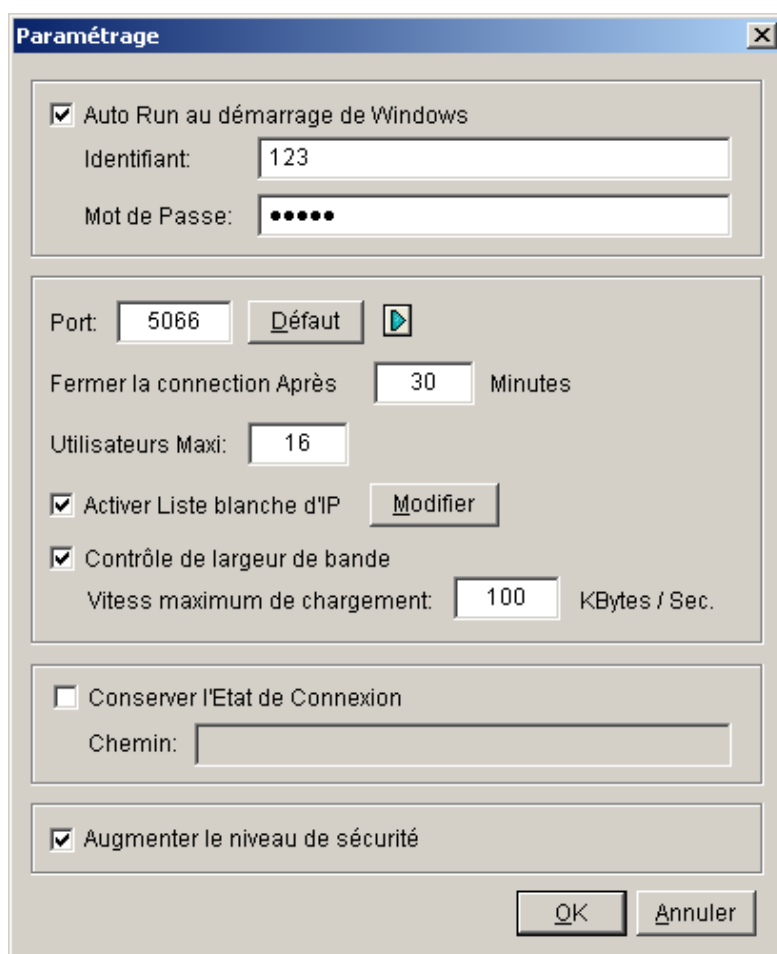 Paramétrage
Auto Run au démarrage de Windows
Identifiant: 123
Mot de Passe: •••••
Port: 5066 Défaut
Fermer la connection Après 30 Minutes
Utilisateurs Maxi: 16
Activer Liste blanche d'IP Modifier
Contrôle de largeur de bande
Vitess maximum de chargement: 100 KBytes / Sec.
Conserver l'Etat de Connexion
Chemin:
Augmenter le niveau de sécurité
OK Annuler